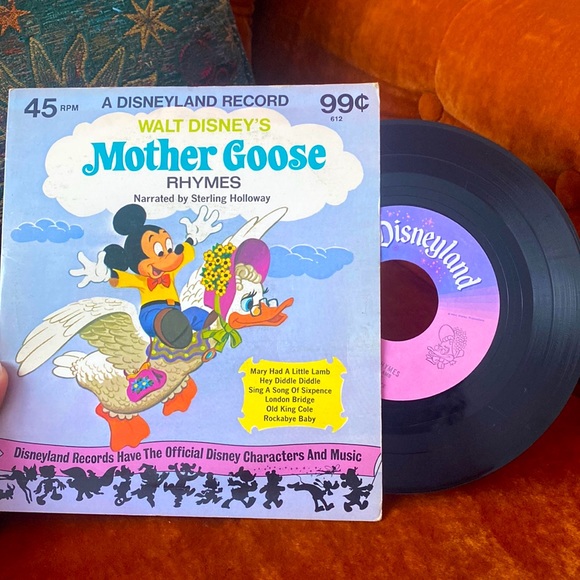 45 RPM A DISNEYLAND RECORD 99¢
612
WALT DISNEY'S
Mother Goose
RHYMES
Narrated by Sterling Holloway
Mary Had A Little Lamb
Hey Diddle Diddle
Sing A Song Of Sixpence
London Bridge
Old King Cole
Rockabye Baby
Disneyland Records Have The Official Disney Characters And Music
Disneyland